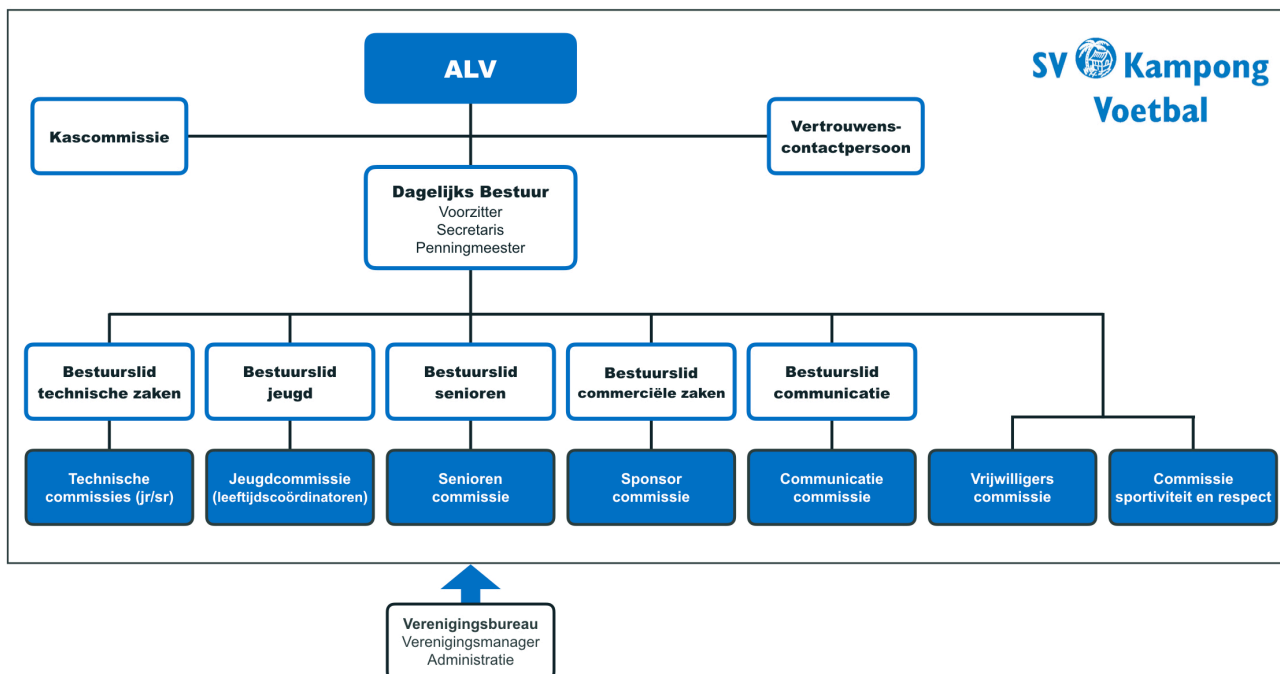 ALV
SV Kampong
Voetbal
Kascommissie
Vertrouwens-
contactpersoon
Dagelijks Bestuur
Voorzitter
Secretaris
Penningmeester
Bestuurslid
technische zaken
Bestuurslid
jeugd
Bestuurslid
senioren
Bestuurslid
commerciële zaken
Bestuurslid
communicatie
Technische
commissies (jr/sr)
Jeugdcommissie
(leeftijdscoördinatoren)
Senioren
commissie
Sponsor
commissie
Communicatie
commissie
Vrijwilligers
commissie
Commissie
sportiviteit en respect
Verenigingsbureau
Verenigingsmanager
Administratie